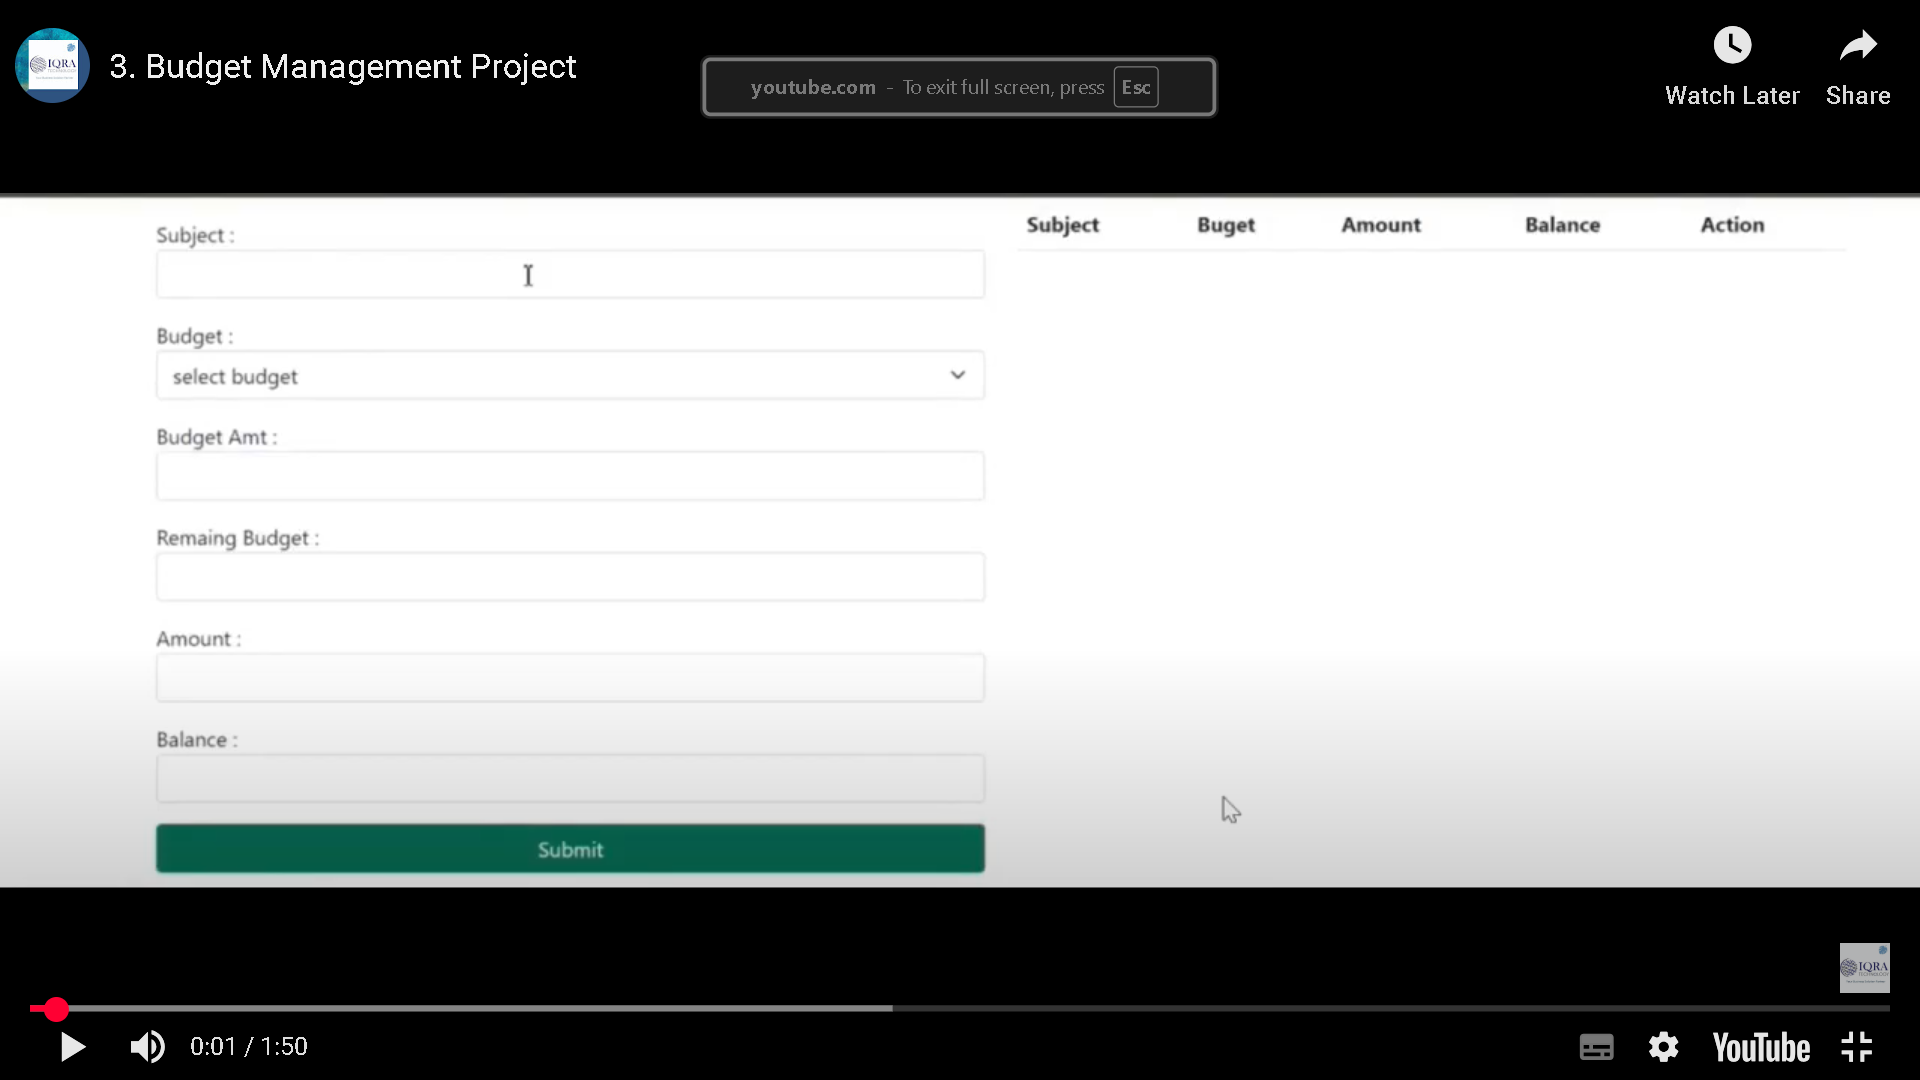 3. Budget Management Project
youtube.com - To exit full screen, press Esc
Watch Later
Share
IQRA
Subject :
Budget :
select budget
Budget Amt :
Remaing Budget :
Amount :
Balance :
Submit
Subject Buget Amount Balance Action
IQRA
0:01 / 1:50
YouTube